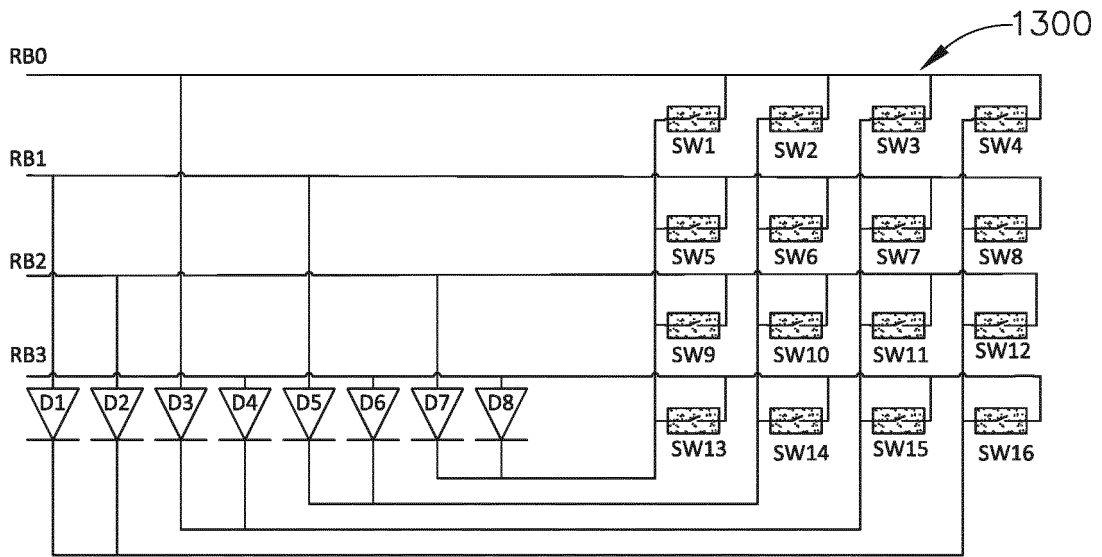 1300
RB0
SW1 SW2 SW3 SW4
RB1
SW5 SW6 SW7 SW8
RB2
SW9 SW10 SW11 SW12
RB3
D1 D2 D3 D4 D5 D6 D7 D8
SW13 SW14 SW15 SW16